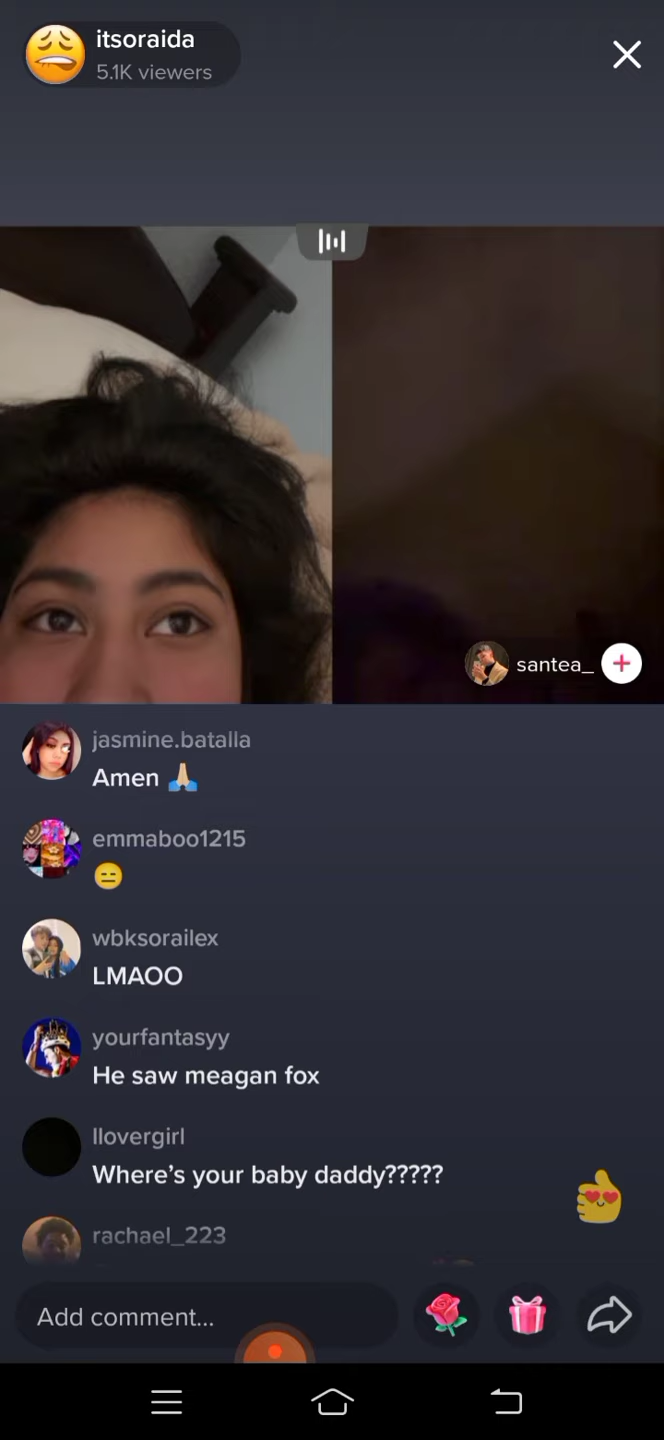 itsoraida
5.1K viewers
santea_
jasmine.batalla
Amen 🙏🏼
emmaboo1215
😑
wbksorailex
LMAOO
yourfantasyy
He saw meagan fox
llovergirl
Where's your baby daddy?????
rachael_223
Add comment...